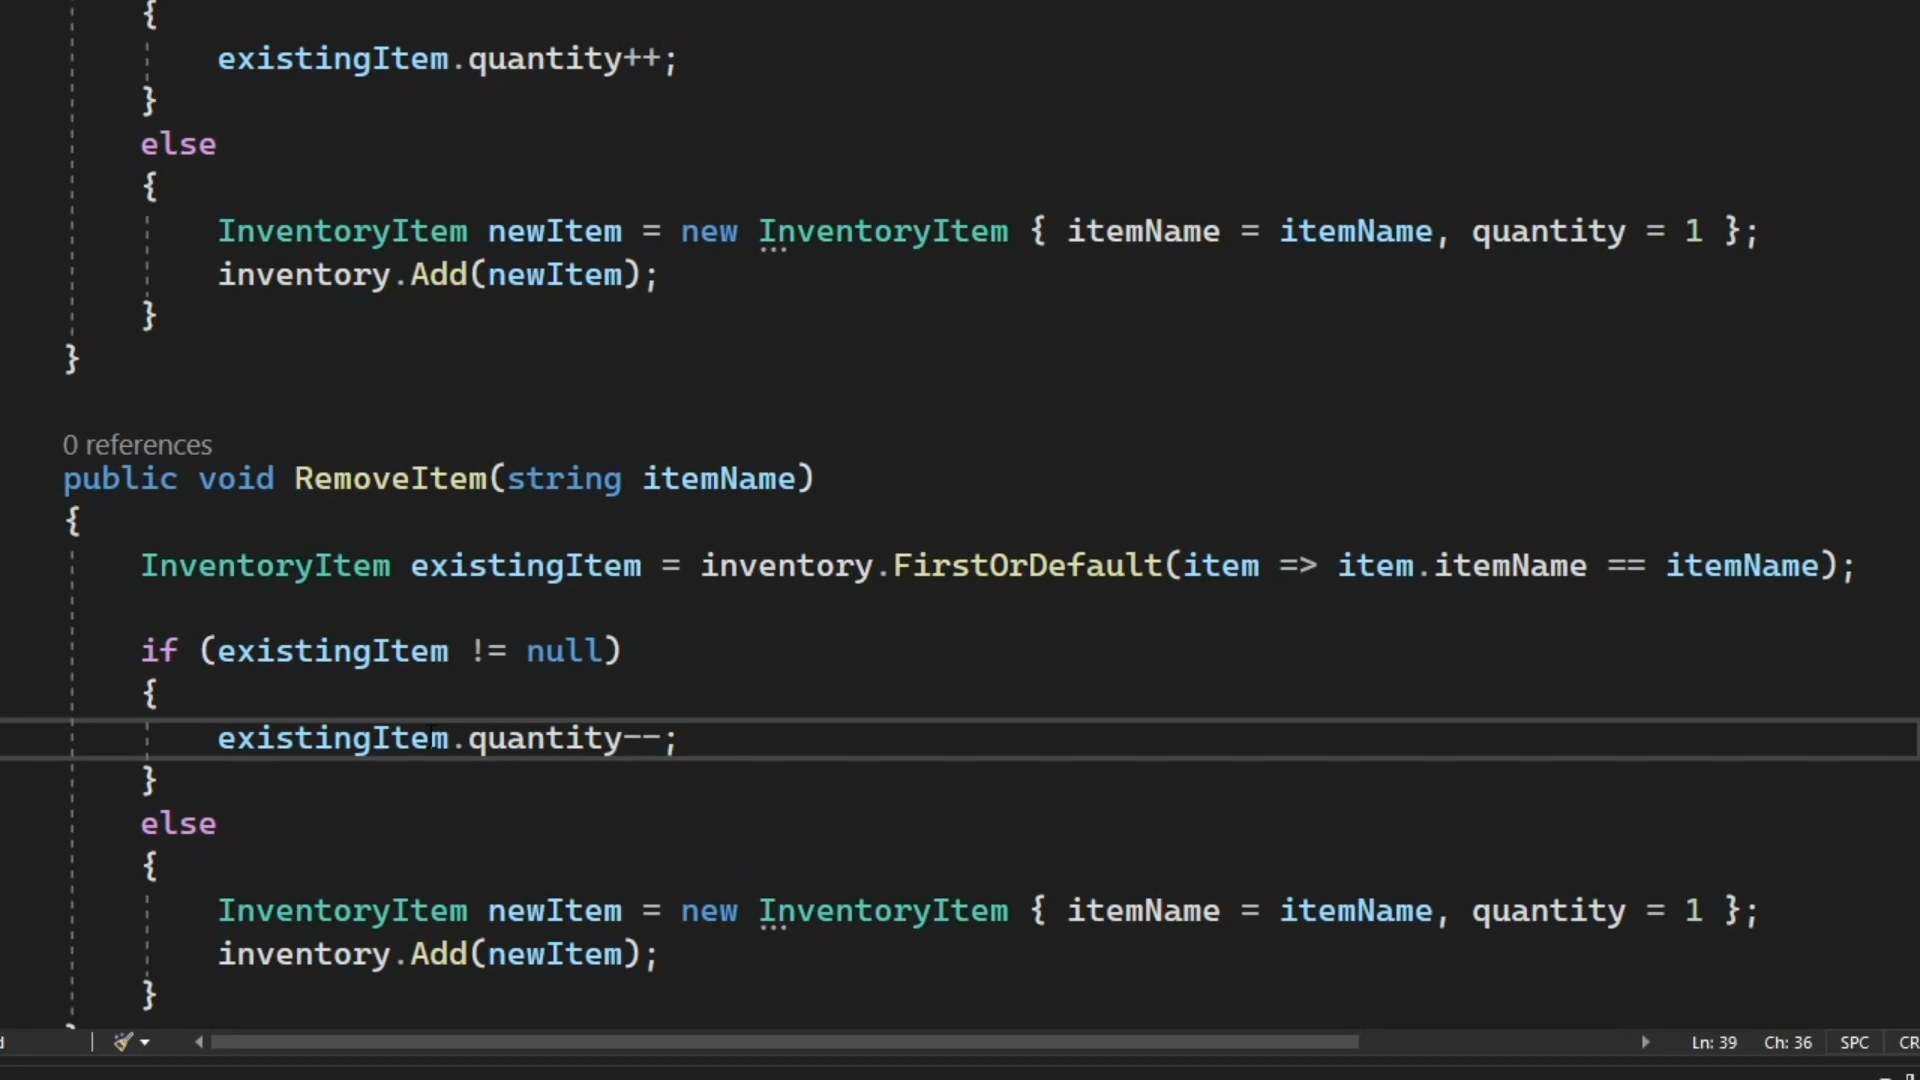 {
existingItem.quantity++;
}
else
{
InventoryItem newItem = new InventoryItem { itemName = itemName, quantity = 1 };
inventory.Add(newItem);
}
}
0 references
public void RemoveItem(string itemName)
{
InventoryItem existingItem = inventory.FirstOrDefault(item => item.itemName == itemName);
if (existingItem != null)
{
existingItem.quantity--;
}
else
{
InventoryItem newItem = new InventoryItem { itemName = itemName, quantity = 1 };
inventory.Add(newItem);
}
Ln: 39 Ch: 36 SPC